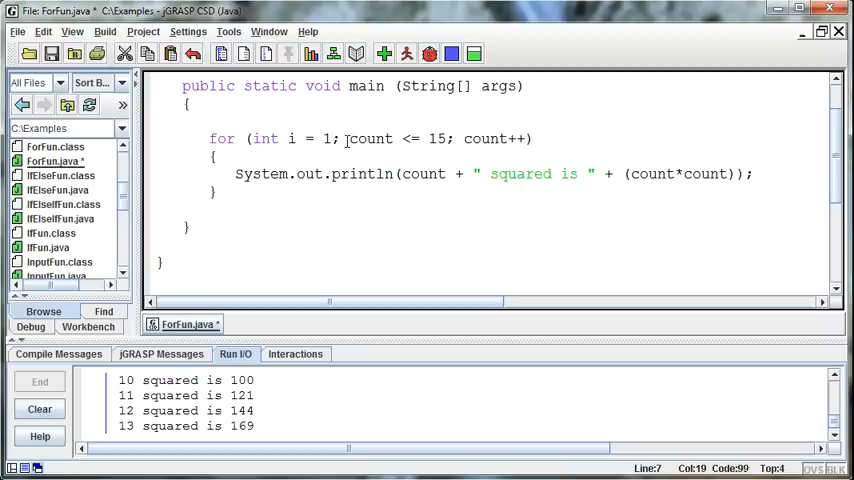 File: ForFun.java * C:\Examples - jGRASP CSD (Java)
File Edit View Build Project Settings Tools Window Help
All Files Sort B...
C:\Examples
ForFun.class
ForFun.java *
IfElseFun.class
IfElseFun.java
IfElseIfFun.class
IfElseIfFun.java
IfFun.class
IfFun.java
InputFun.class
InputFun.java
Browse Find
Debug Workbench
public static void main (String[] args)
{
for (int i = 1; count <= 15; count++)
{
System.out.println(count + " squared is " + (count*count));
}
}
}
ForFun.java *
Compile Messages jGRASP Messages Run I/O Interactions
End
Clear
Help
10 squared is 100
11 squared is 121
12 squared is 144
13 squared is 169
Line:7 Col:19 Code:99 Top:4 OVS BLK